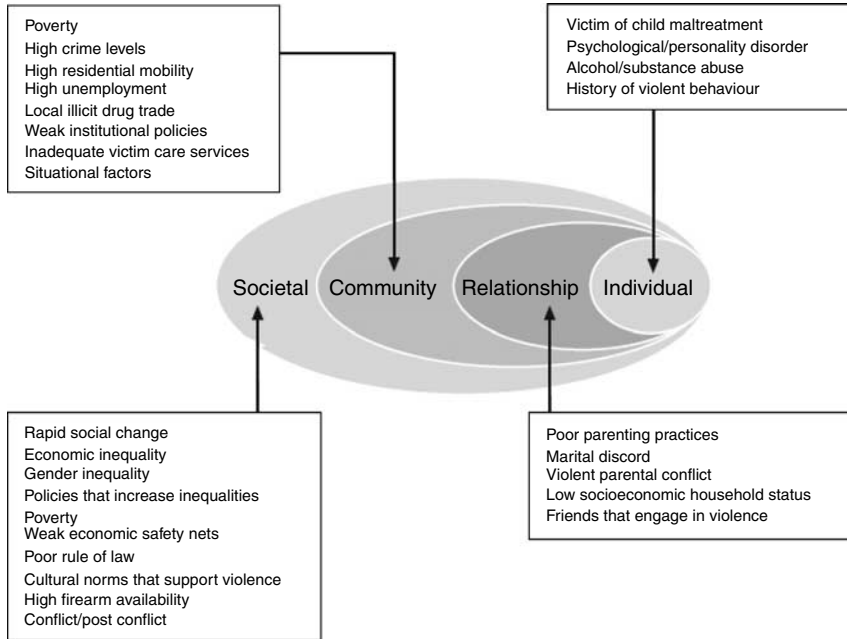 Poverty
High crime levels
High residential mobility
High unemployment
Local illicit drug trade
Weak institutional policies
Inadequate victim care services
Situational factors
Victim of child maltreatment
Psychological/personality disorder
Alcohol/substance abuse
History of violent behaviour
Societal Community Relationship Individual
Rapid social change
Economic inequality
Gender inequality
Policies that increase inequalities
Poverty
Weak economic safety nets
Poor rule of law
Cultural norms that support violence
High firearm availability
Conflict/post conflict
Poor parenting practices
Marital discord
Violent parental conflict
Low socioeconomic household status
Friends that engage in violence